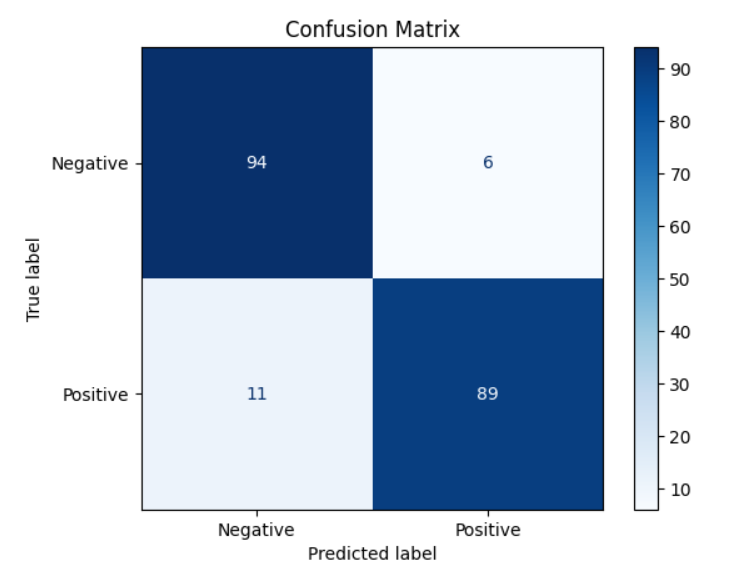 Confusion Matrix
True label
Negative
94
6
Positive
11
89
Negative
Positive
Predicted label
90
80
70
60
50
40
30
20
10